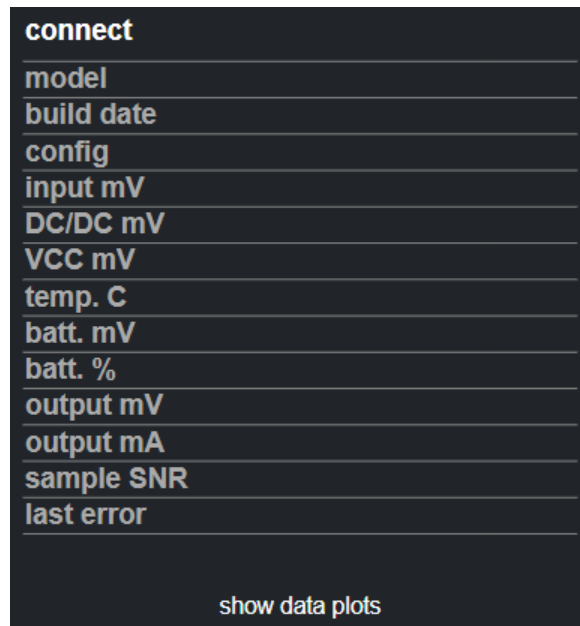 connect
model
build date
config
input mV
DC/DC mV
VCC mV
temp. C
batt. mV
batt. %
output mV
output mA
sample SNR
last error
show data plots